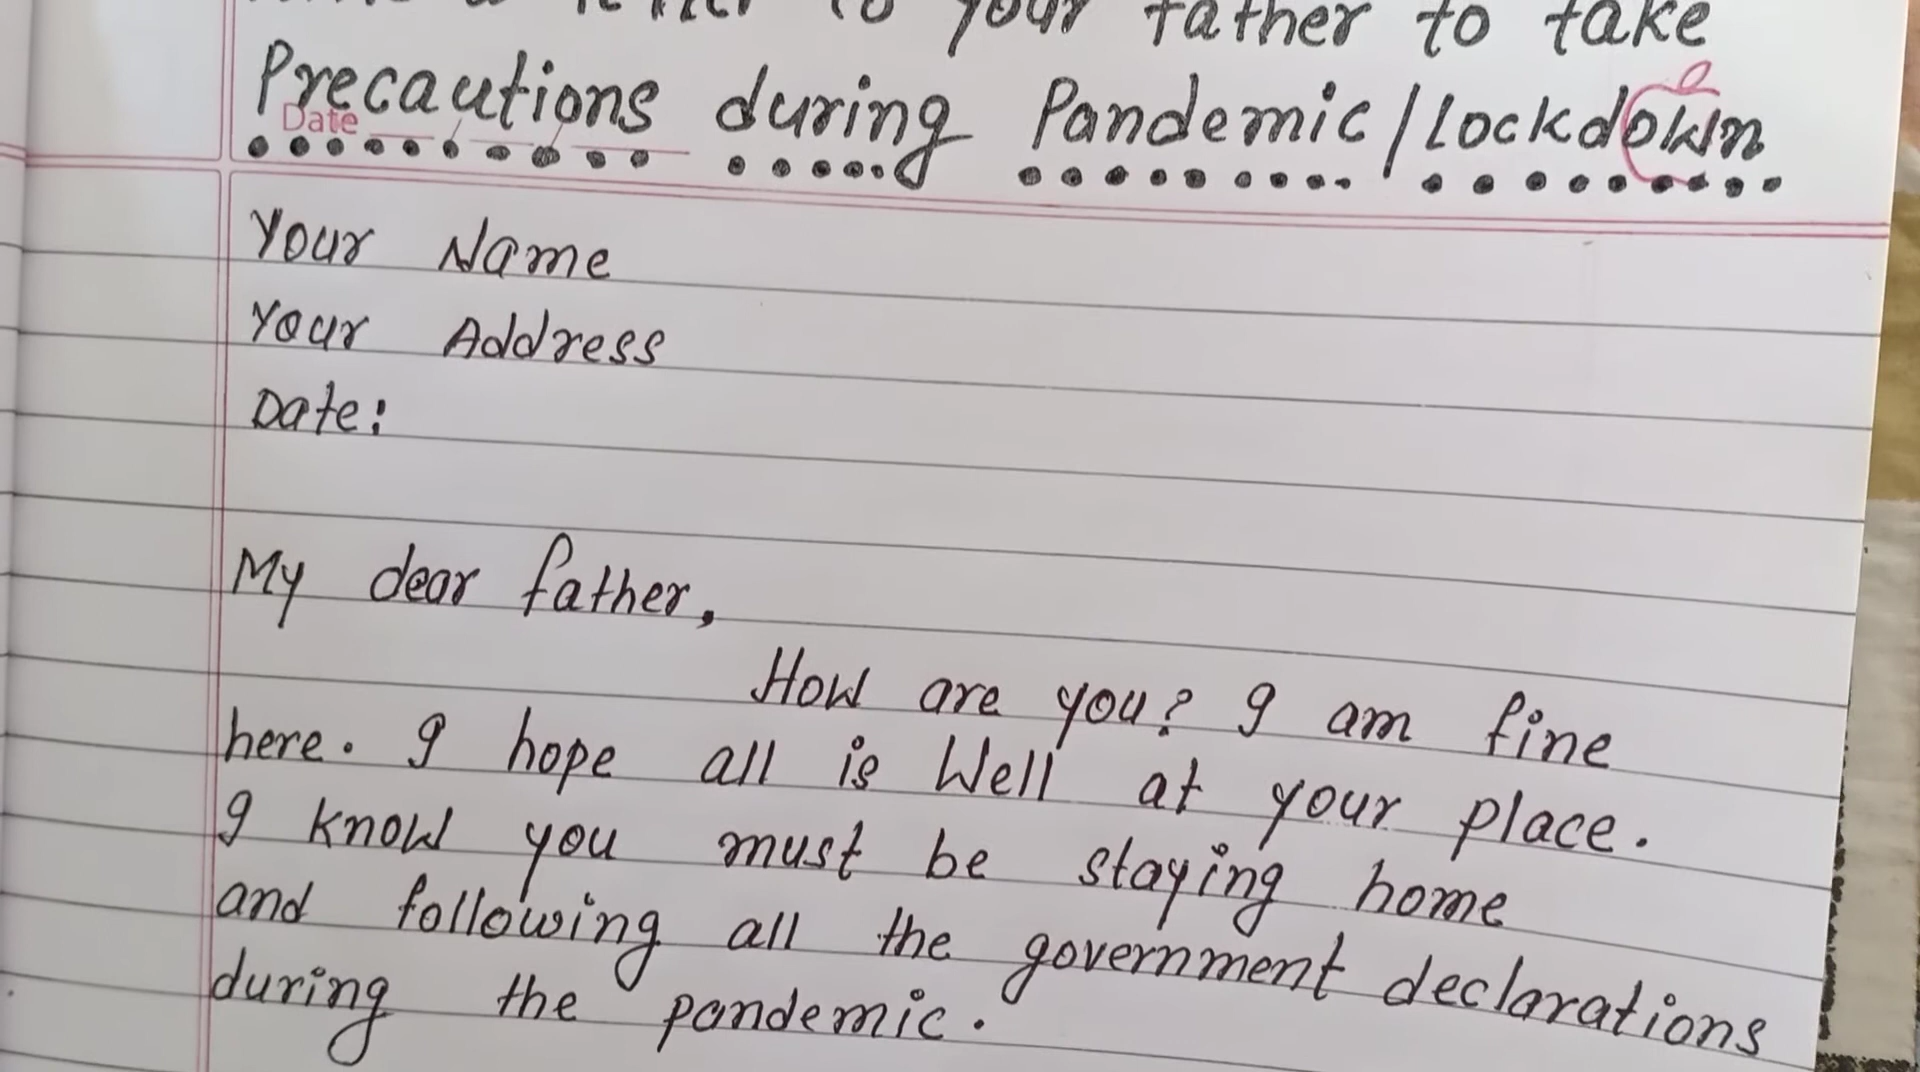 a letter to your father to take
Precautions during Pandemic/Lockdown
Date
Your Name
Your Address
Date:
My dear father,
How are you? I am fine
here. I hope all is Well at your place.
I know you must be staying home
and following all the government declarations
during the pandemic.